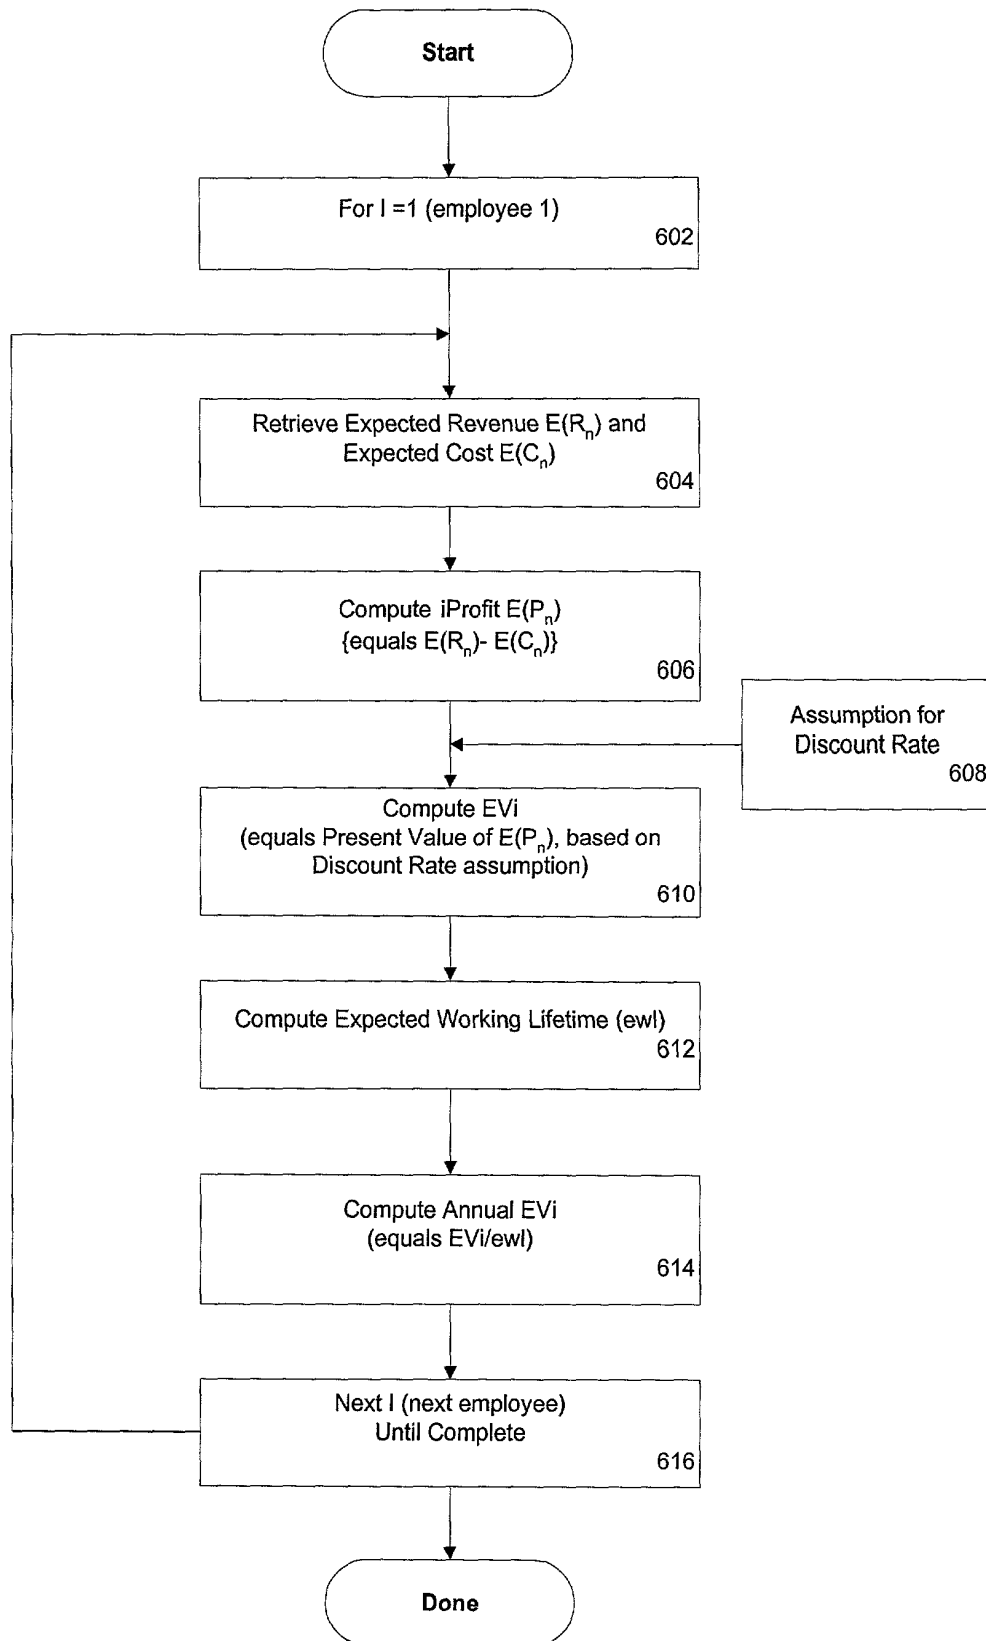 Start
For I =1 (employee 1)
602
Retrieve Expected Revenue E(Rn) and
Expected Cost E(Cn)
604
Compute iProfit E(Pn)
{equals E(Rn)- E(Cn)}
606
Assumption for
Discount Rate
608
Compute EVi
(equals Present Value of E(Pn), based on
Discount Rate assumption)
610
Compute Expected Working Lifetime (ewl)
612
Compute Annual EVi
(equals EVi/ewl)
614
Next I (next employee)
Until Complete
616
Done